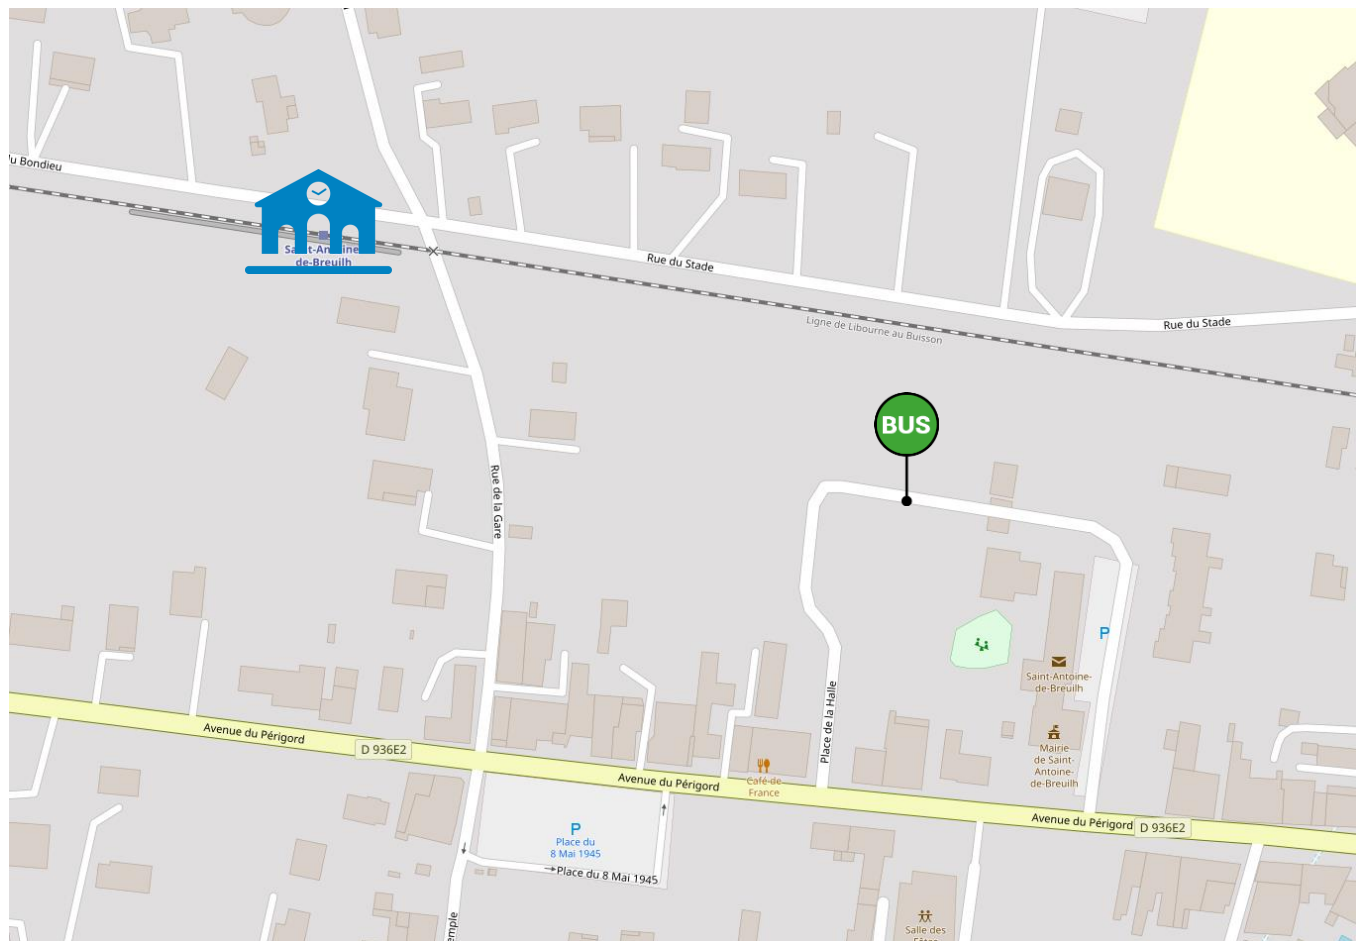 du Bondieu
Saint-Antoine-
de-Breuilh
Rue du Stade
Ligne de Libourne au Buisson
Rue du Stade
BUS
Rue de la Gare
P
Saint-Antoine-
de-Breuilh
Place de la Halle
Avenue du Périgord
D 936E2
Mairie
de Saint-
Antoine-
de-Breuilh
Avenue du Périgord
Café de
France
Avenue du Périgord
D 936E2
P
Place du
8 Mai 1945
Place du 8 Mai 1945
emple
Salle des
Fêtes